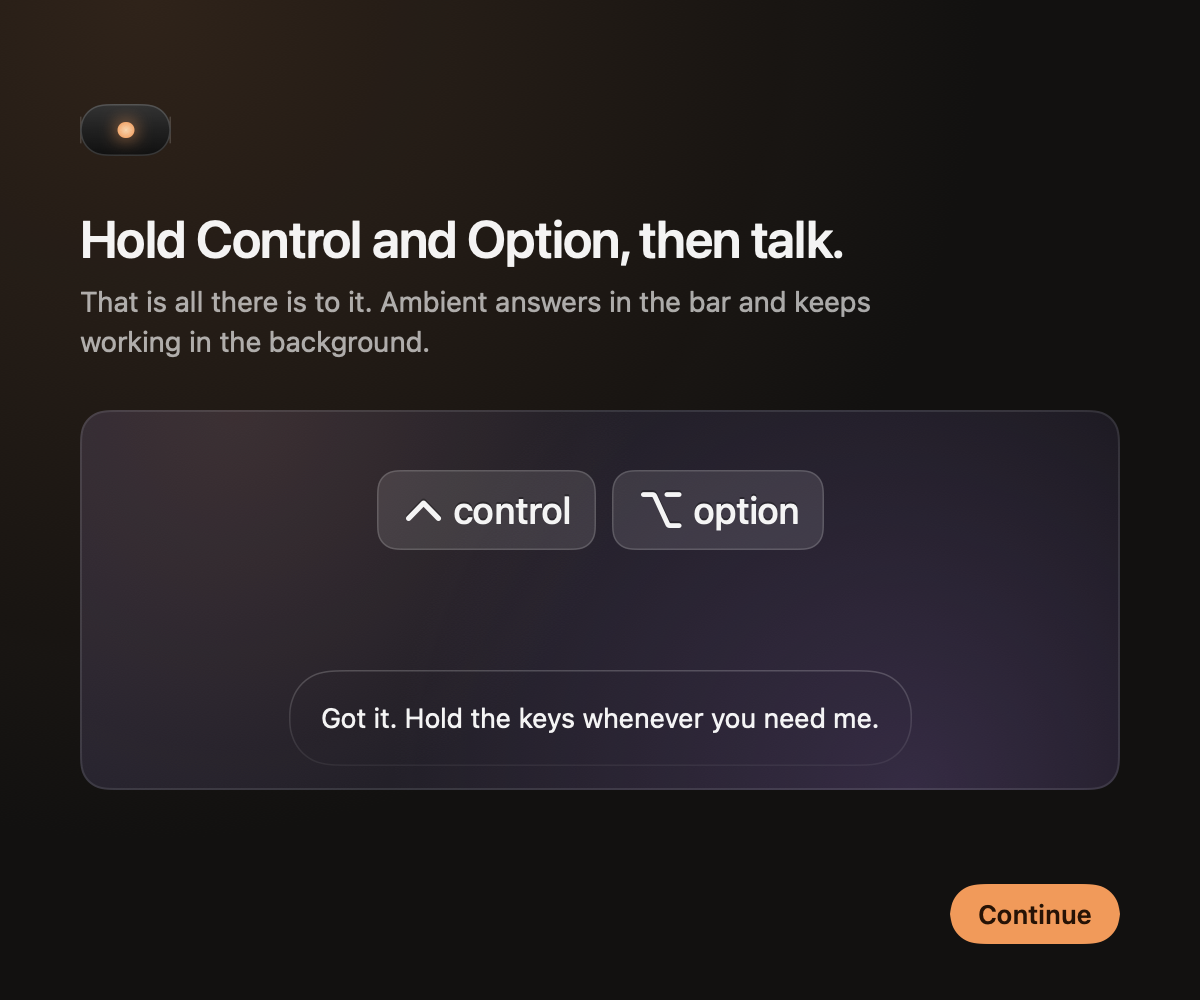 Hold Control and Option, then talk.
That is all there is to it. Ambient answers in the bar and keeps
working in the background.
⌃ control ⌥ option
Got it. Hold the keys whenever you need me.
Continue